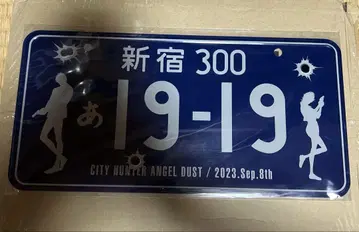 新宿 300
あ 19-19
CITY HUNTER ANGEL DUST / 2023.Sep.8th